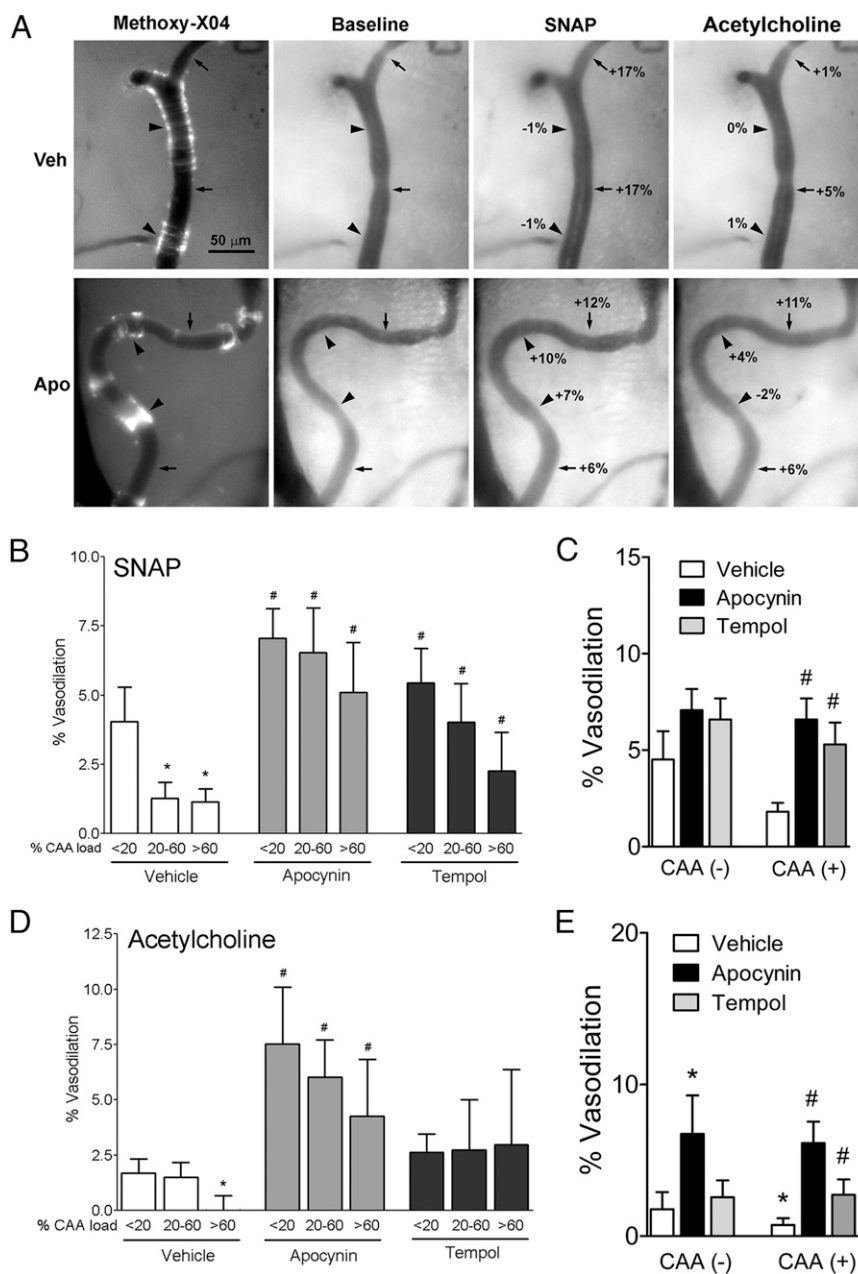 A
Methoxy-X04
Baseline
SNAP
Acetylcholine
Veh
50 µm
+17%
-1%
+17%
-1%
+1%
0%
+5%
1%
Apo
+12%
+10%
+7%
+6%
+11%
+4%
-2%
+6%
B
SNAP
% Vasodilation
10.0
7.5
5.0
2.5
0.0
* *
# # #
# # #
% CAA load <20 20-60 >60 <20 20-60 >60 <20 20-60 >60
Vehicle Apocynin Tempol
C
% Vasodilation
15
10
5
0
Vehicle
Apocynin
Tempol
# #
CAA (-) CAA (+)
D
Acetylcholine
% Vasodilation
12.5
10.0
7.5
5.0
2.5
0.0
*
# # #
% CAA load <20 20-60 >60 <20 20-60 >60 <20 20-60 >60
Vehicle Apocynin Tempol
E
% Vasodilation
20
10
0
Vehicle
Apocynin
Tempol
* * # #
CAA (-) CAA (+)